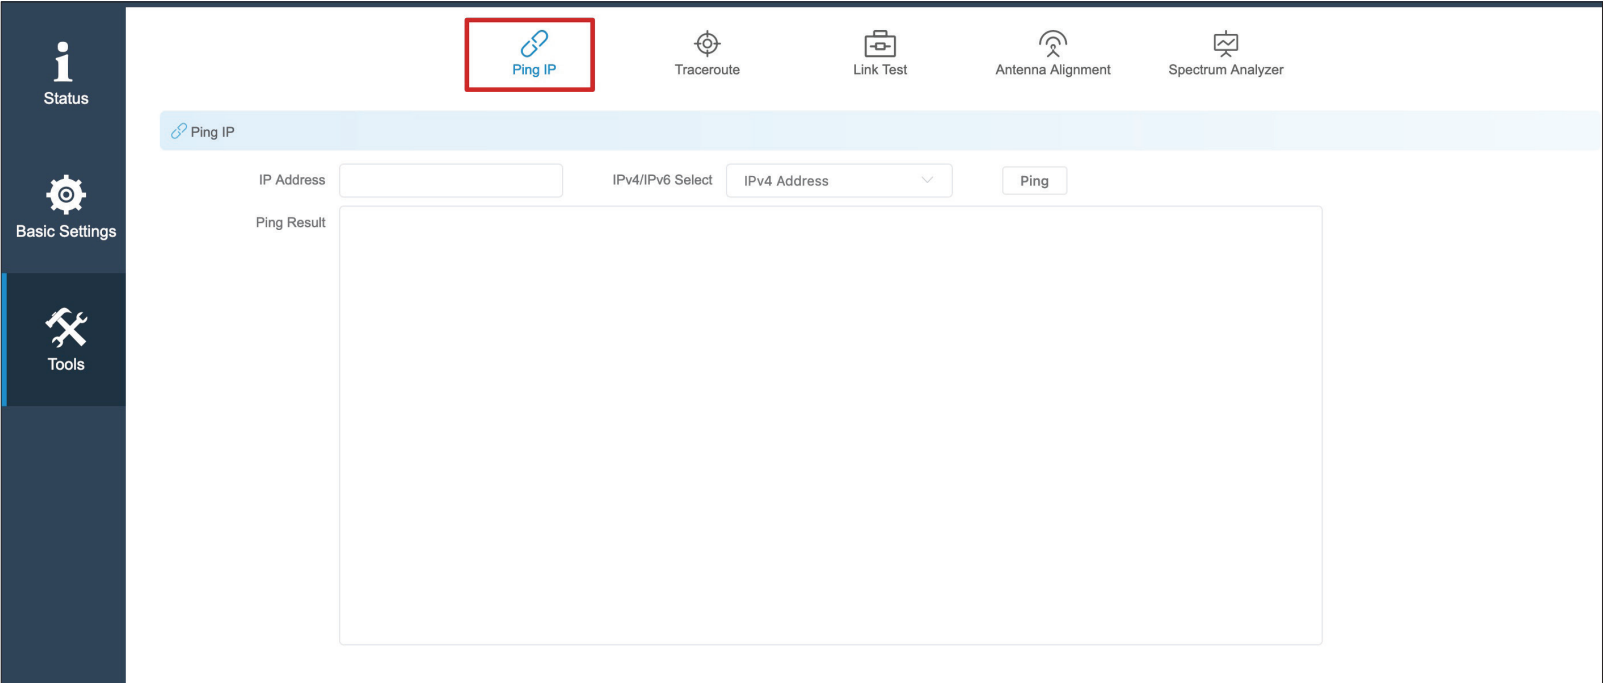 Status
Basic Settings
Tools
Ping IP
Traceroute
Link Test
Antenna Alignment
Spectrum Analyzer
Ping IP
IP Address
IPv4/IPv6 Select
IPv4 Address
Ping
Ping Result